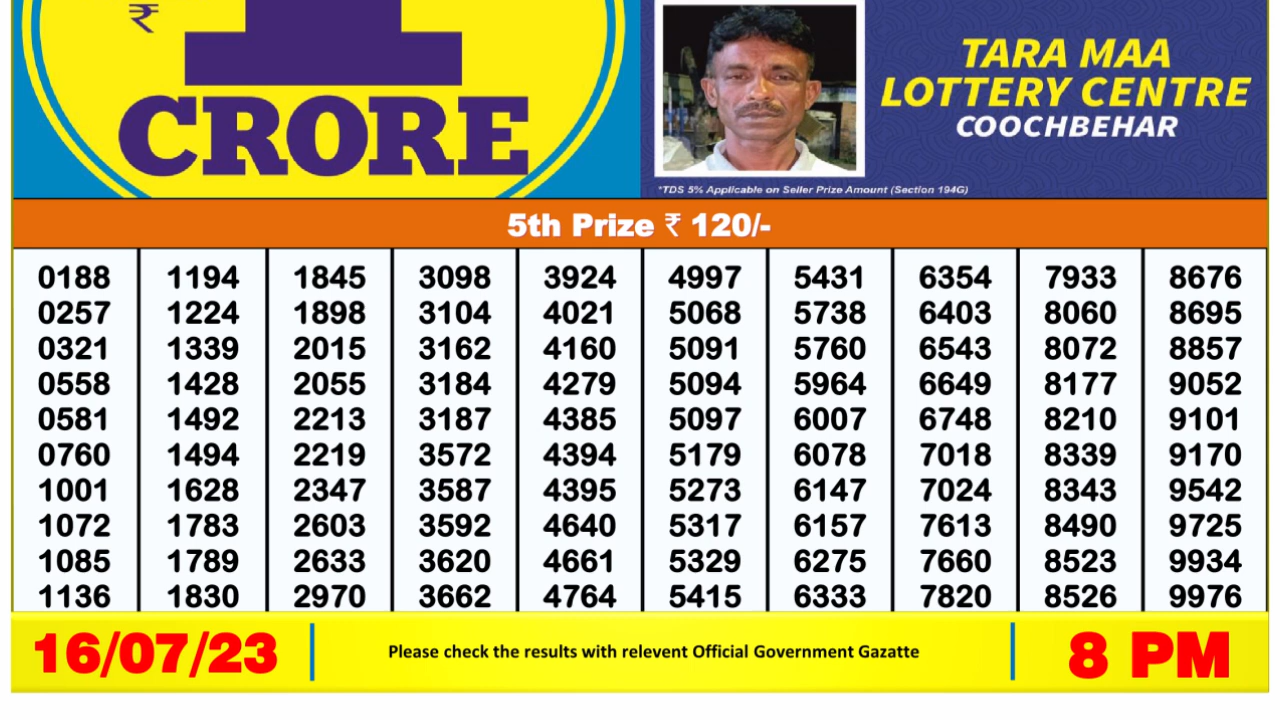 ₹ 1
CRORE
TARA MAA
LOTTERY CENTRE
COOCHBEHAR
*TDS 5% Applicable on Seller Prize Amount (Section 194G)
5th Prize ₹ 120/-
0188 1194 1845 3098 3924 4997 5431 6354 7933 8676
0257 1224 1898 3104 4021 5068 5738 6403 8060 8695
0321 1339 2015 3162 4160 5091 5760 6543 8072 8857
0558 1428 2055 3184 4279 5094 5964 6649 8177 9052
0581 1492 2213 3187 4385 5097 6007 6748 8210 9101
0760 1494 2219 3572 4394 5179 6078 7018 8339 9170
1001 1628 2347 3587 4395 5273 6147 7024 8343 9542
1072 1783 2603 3592 4640 5317 6157 7613 8490 9725
1085 1789 2633 3620 4661 5329 6275 7660 8523 9934
1136 1830 2970 3662 4764 5415 6333 7820 8526 9976
16/07/23 Please check the results with relevent Official Government Gazatte 8 PM